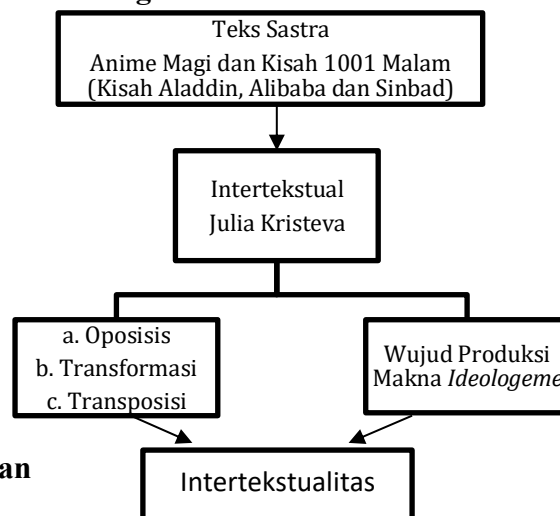 g
Teks Sastra
Anime Magi dan Kisah 1001 Malam
(Kisah Aladdin, Alibaba dan Sinbad)
Intertekstual
Julia Kristeva
a. Oposisis
b. Transformasi
c. Transposisi
Wujud Produksi
Makna Ideologeme
an
Intertekstualitas